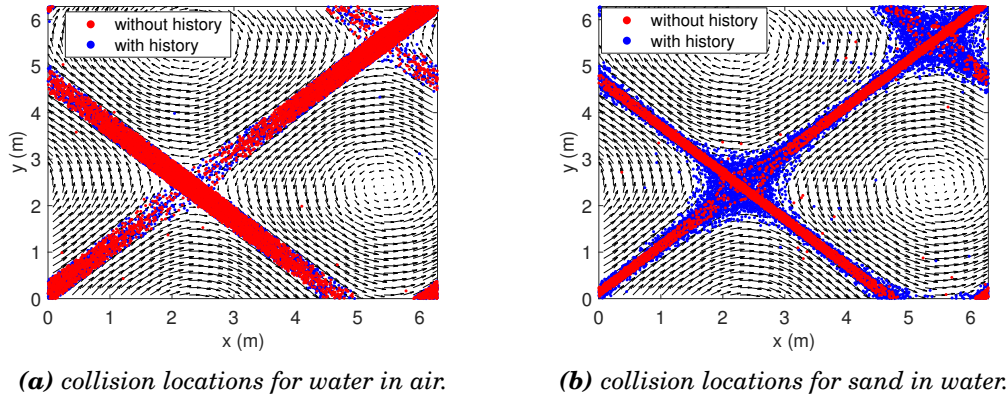 without history
with history
6
5
4
3
2
1
0
y (m)
0
1
2
3
4
5
6
x (m)
(a) collision locations for water in air.
without history
with history
6
5
4
3
2
1
0
y (m)
0
1
2
3
4
5
6
x (m)
(b) collision locations for sand in water.